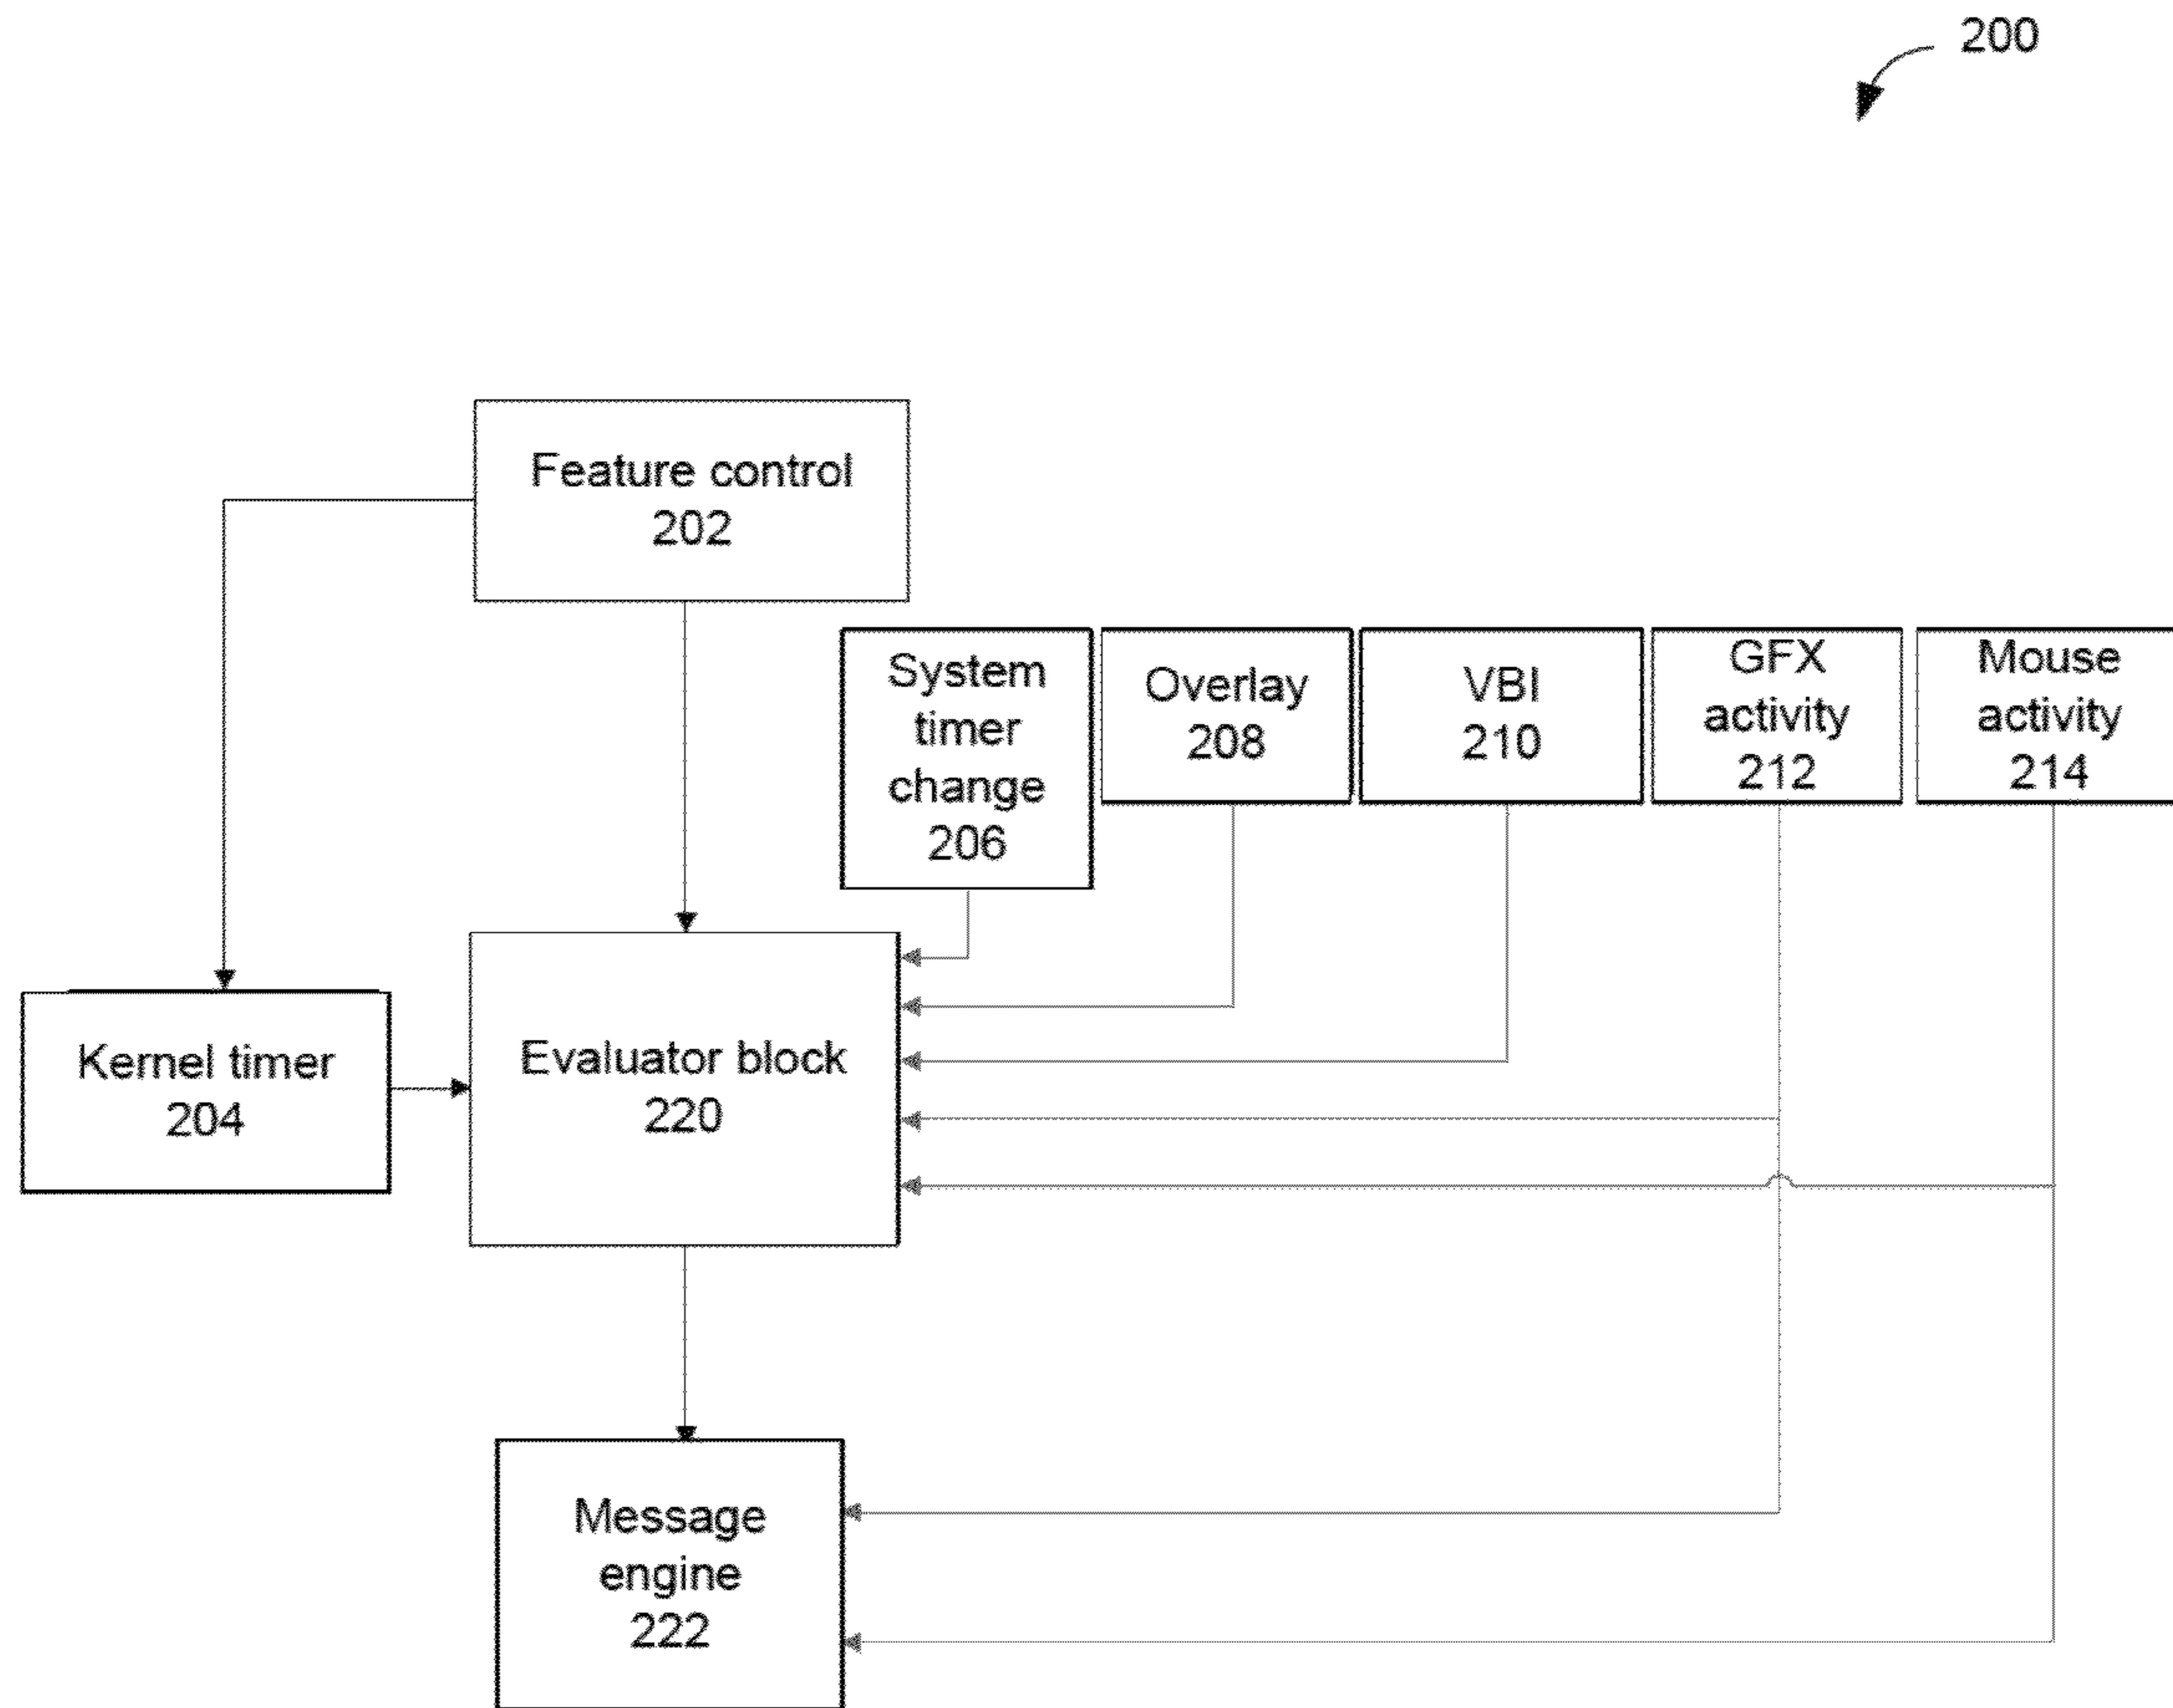 200
Feature control
202
System
timer
change
206
Overlay
208
VBI
210
GFX
activity
212
Mouse
activity
214
Kernel timer
204
Evaluator block
220
Message
engine
222